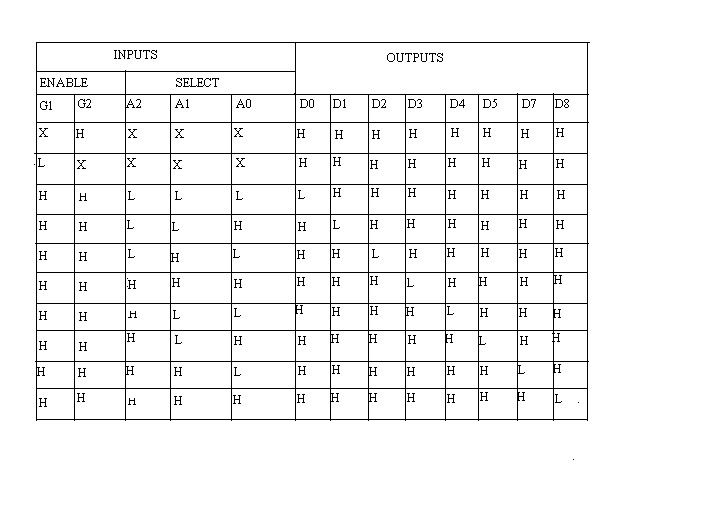 INPUTS OUTPUTS
ENABLE SELECT
G1 G2 A2 A1 A0 D0 D1 D2 D3 D4 D5 D7 D8
X H X X X H H H H H H H H
L X X X X H H H H H H H H
H H L L L L H H H H H H H
H H L L H H L H H H H H H
H H L H L H H L H H H H H
H H H H H H H H L H H H H
H H H L L H H H H L H H H
H H H L H H H H H H L H H
H H H H L H H H H H H L H
H H H H H H H H H H H H L